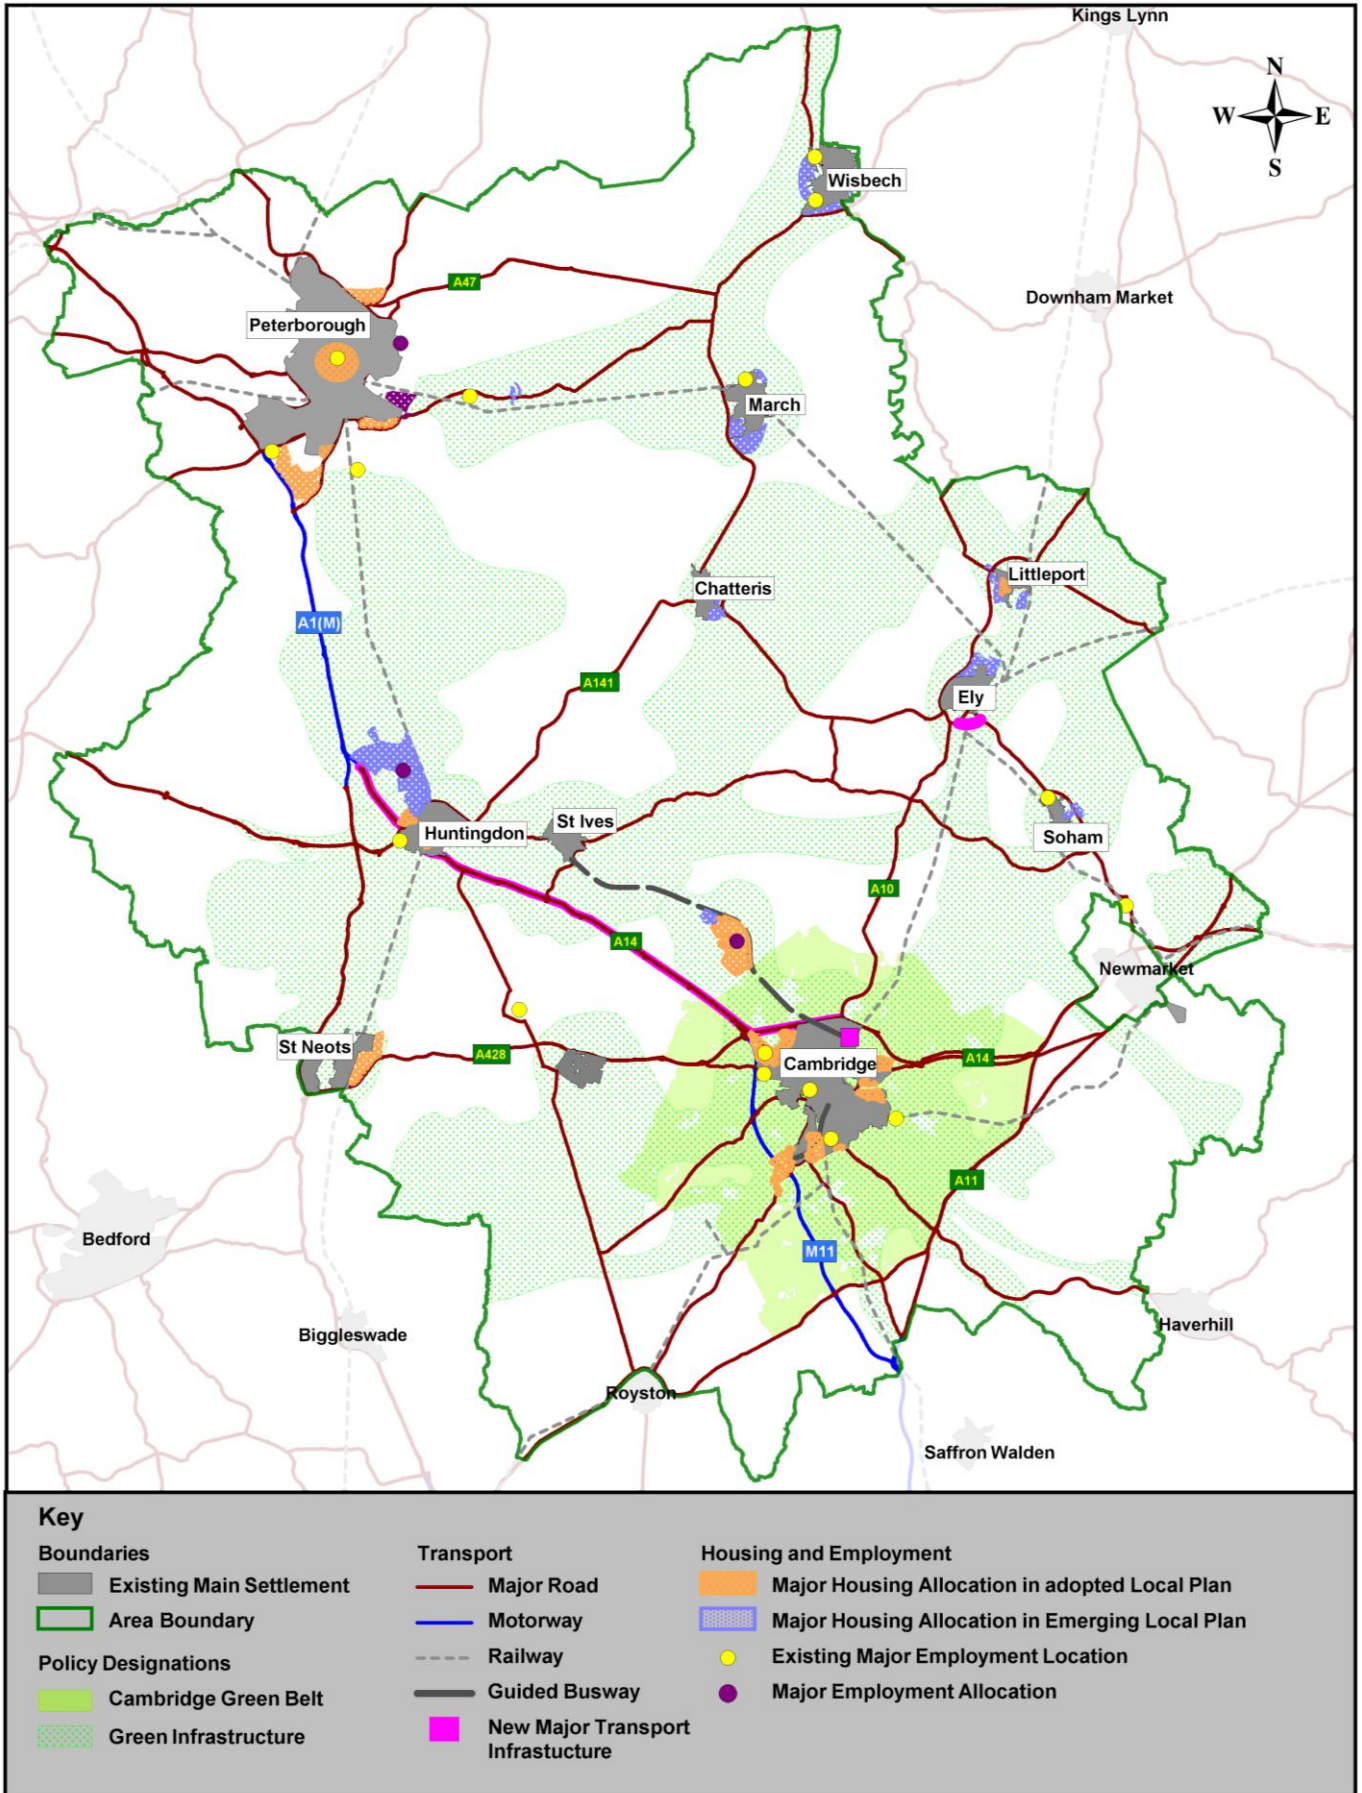 Kings Lynn
N
W E
S
Wisbech
A47
Downham Market
Peterborough
March
Littleport
Chatteris
A1(M)
A141
Ely
St Ives
Huntingdon
Soham
A10
A14
Newmarket
St Neots
A428
Cambridge
A14
A11
Bedford
M11
Biggleswade
Haverhill
Royston
Saffron Walden
Key
Boundaries
Existing Main Settlement
Area Boundary
Policy Designations
Cambridge Green Belt
Green Infrastructure
Transport
Major Road
Motorway
Railway
Guided Busway
New Major Transport
Infrastucture
Housing and Employment
Major Housing Allocation in adopted Local Plan
Major Housing Allocation in Emerging Local Plan
Existing Major Employment Location
Major Employment Allocation